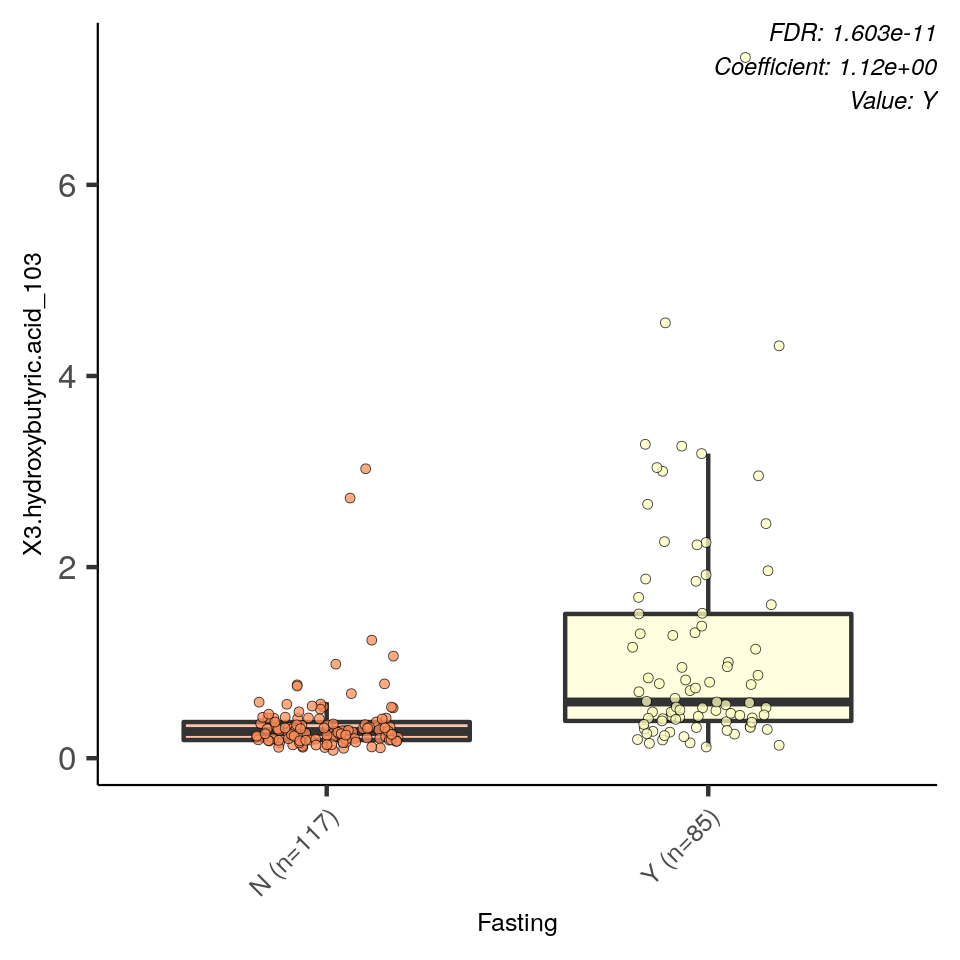 FDR: 1.603e-11
Coefficient: 1.12e+00
Value: Y
6
4
2
0
X3.hydroxybutyric.acid_103
N (n=117)
Y (n=85)
Fasting